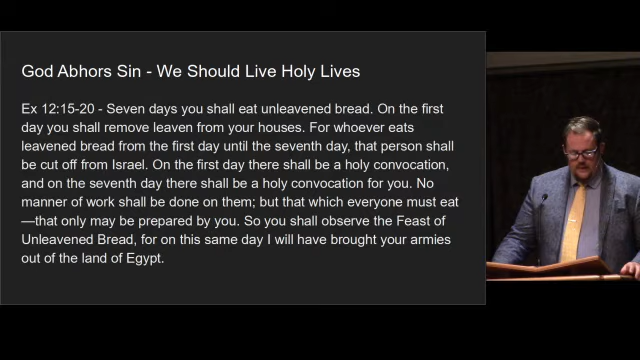 God Abhors Sin - We Should Live Holy Lives
Ex 12:15-20 - Seven days you shall eat unleavened bread. On the first
day you shall remove leaven from your houses. For whoever eats
leavened bread from the first day until the seventh day, that person shall
be cut off from Israel. On the first day there shall be a holy convocation,
and on the seventh day there shall be a holy convocation for you. No
manner of work shall be done on them; but that which everyone must eat
—that only may be prepared by you. So you shall observe the Feast of
Unleavened Bread, for on this same day I will have brought your armies
out of the land of Egypt.